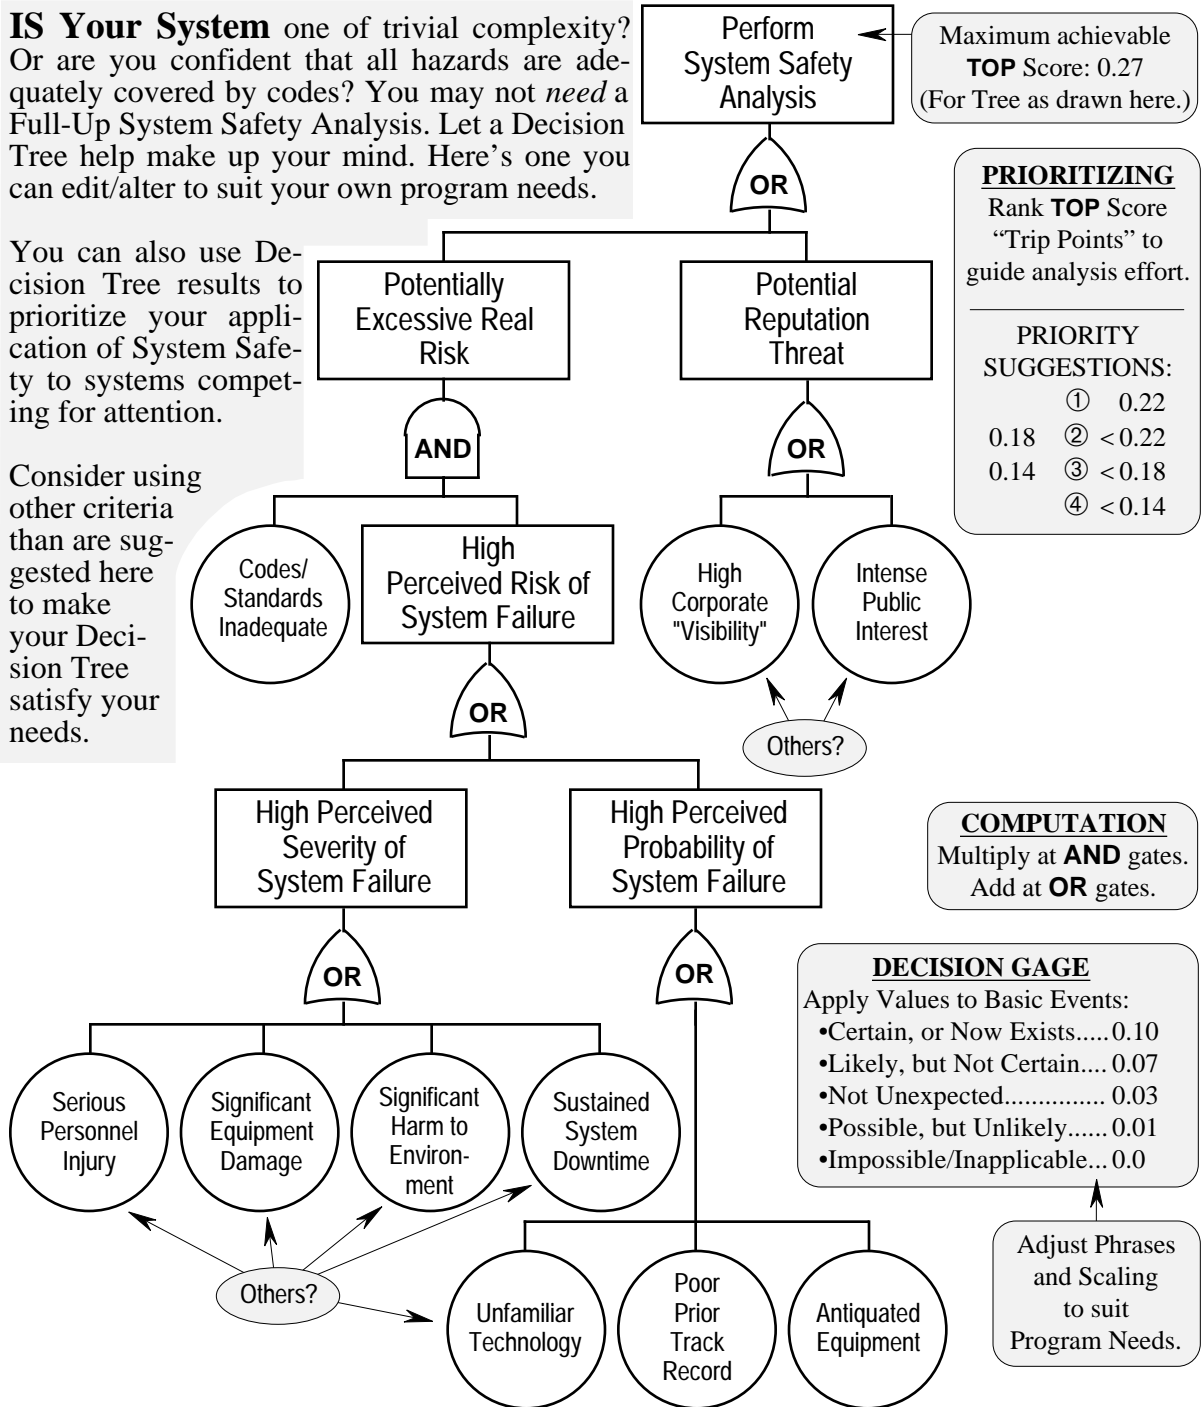 IS Your System one of trivial complexity?
Or are you confident that all hazards are ade-
quately covered by codes? You may not need a
Full-Up System Safety Analysis. Let a Decision
Tree help make up your mind. Here's one you
can edit/alter to suit your own program needs.
You can also use De-
cision Tree results to
prioritize your appli-
cation of System Safe-
ty to systems compet-
ing for attention.
Consider using
other criteria
than are sug-
gested here
to make
your Deci-
sion Tree
satisfy your
needs.
Perform
System Safety
Analysis
Maximum achievable
TOP Score: 0.27
(For Tree as drawn here.)
OR
PRIORITIZING
Rank TOP Score
“Trip Points” to
guide analysis effort.
PRIORITY
SUGGESTIONS:
① 0.22
0.18 ② < 0.22
0.14 ③ < 0.18
④ < 0.14
Potentially
Excessive Real
Risk
Potential
Reputation
Threat
AND
OR
Codes/
Standards
Inadequate
High
Perceived Risk of
System Failure
High
Corporate
"Visibility"
Intense
Public
Interest
OR
Others?
High Perceived
Severity of
System Failure
High Perceived
Probability of
System Failure
COMPUTATION
Multiply at AND gates.
Add at OR gates.
OR
OR
DECISION GAGE
Apply Values to Basic Events:
•Certain, or Now Exists.....0.10
•Likely, but Not Certain.... 0.07
•Not Unexpected............... 0.03
•Possible, but Unlikely...... 0.01
•Impossible/Inapplicable... 0.0
Serious
Personnel
Injury
Significant
Equipment
Damage
Significant
Harm to
Environ-
ment
Sustained
System
Downtime
Others?
Unfamiliar
Technology
Poor
Prior
Track
Record
Antiquated
Equipment
Adjust Phrases
and Scaling
to suit
Program Needs.